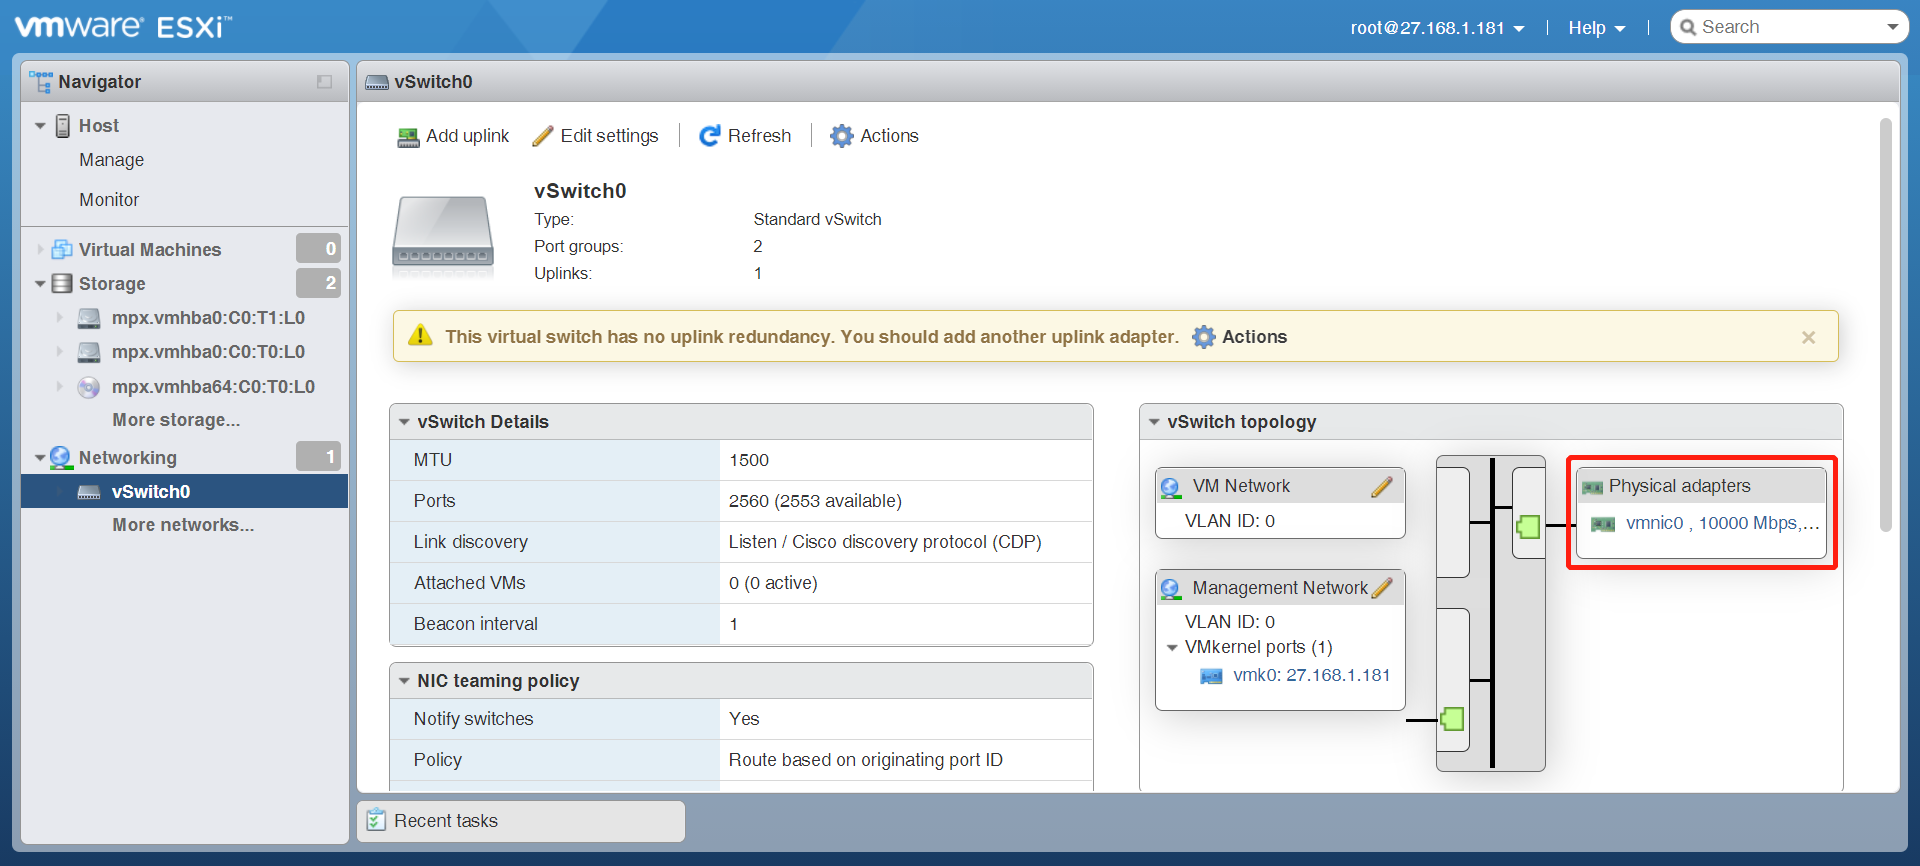 vmware ESXi™
root@27.168.1.181
Help
Search
Navigator
Host
Manage
Monitor
Virtual Machines 0
Storage 2
mpx.vmhba0:C0:T1:L0
mpx.vmhba0:C0:T0:L0
mpx.vmhba64:C0:T0:L0
More storage...
Networking 1
vSwitch0
More networks...
vSwitch0
Add uplink
Edit settings
Refresh
Actions
vSwitch0
Type: Standard vSwitch
Port groups: 2
Uplinks: 1
This virtual switch has no uplink redundancy. You should add another uplink adapter. Actions
vSwitch Details
MTU 1500
Ports 2560 (2553 available)
Link discovery Listen / Cisco discovery protocol (CDP)
Attached VMs 0 (0 active)
Beacon interval 1
NIC teaming policy
Notify switches Yes
Policy Route based on originating port ID
vSwitch topology
VM Network
VLAN ID: 0
Management Network
VLAN ID: 0
VMkernel ports (1)
vmk0: 27.168.1.181
Physical adapters
vmnic0 , 10000 Mbps,...
Recent tasks